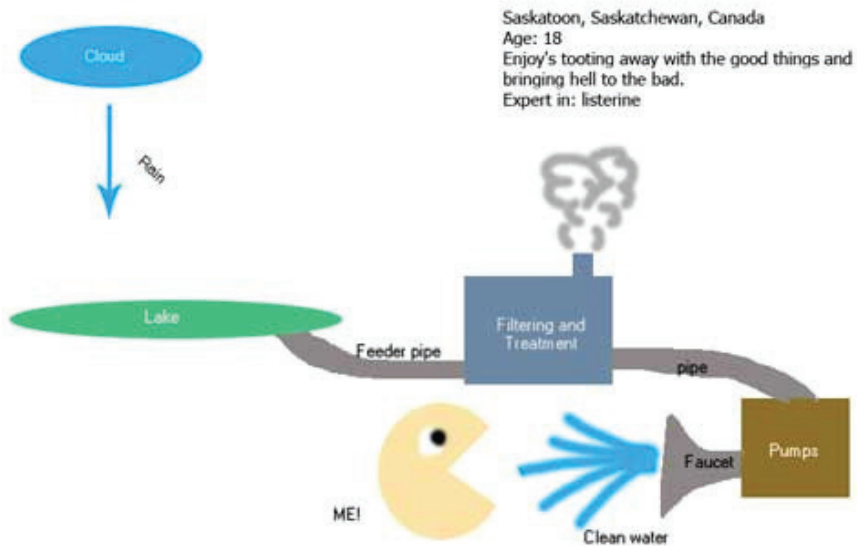 Saskatoon, Saskatchewan, Canada
Age: 18
Enjoy's tooting away with the good things and
bringing hell to the bad.
Expert in: listerine
Cloud
Rain
Lake
Feeder pipe
Filtering and
Treatment
pipe
Pumps
Faucet
ME!
Clean water